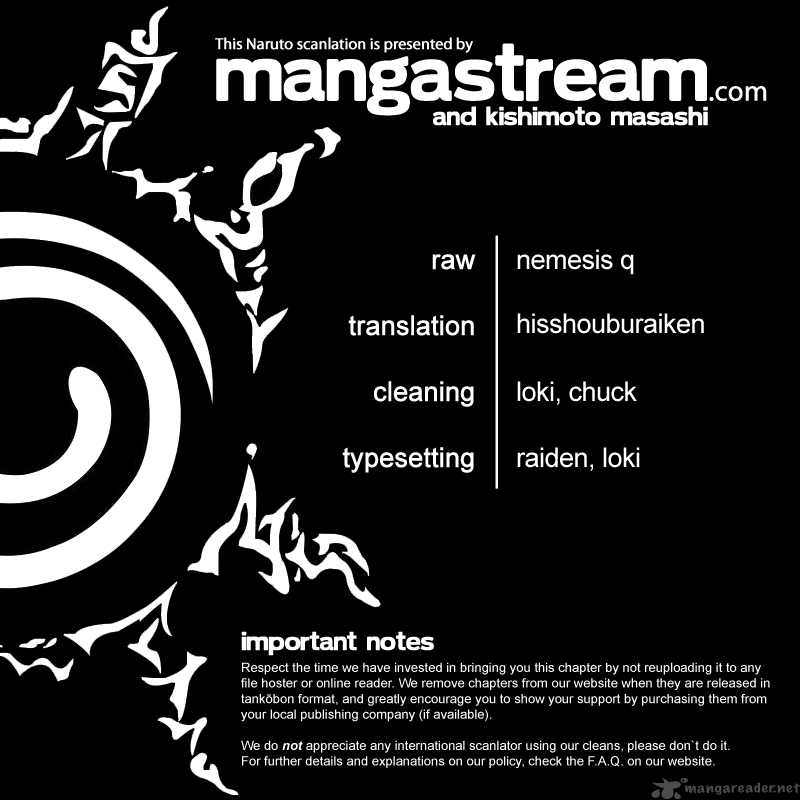 This Naruto scanlation is presented by
mangastream.com
and kishimoto masashi
raw nemesis q
translation hisshouburaiken
cleaning loki, chuck
typesetting raiden, loki
important notes
Respect the time we have invested in bringing you this chapter by not reuploading it to any
file hoster or online reader. We remove chapters from our website when they are released in
tankōbon format, and greatly encourage you to show your support by purchasing them from
your local publishing company (if available).
We do not appreciate any international scanlator using our cleans, please don`t do it.
For further details and explanations on our policy, check the F.A.Q. on our website.
mangareader.net